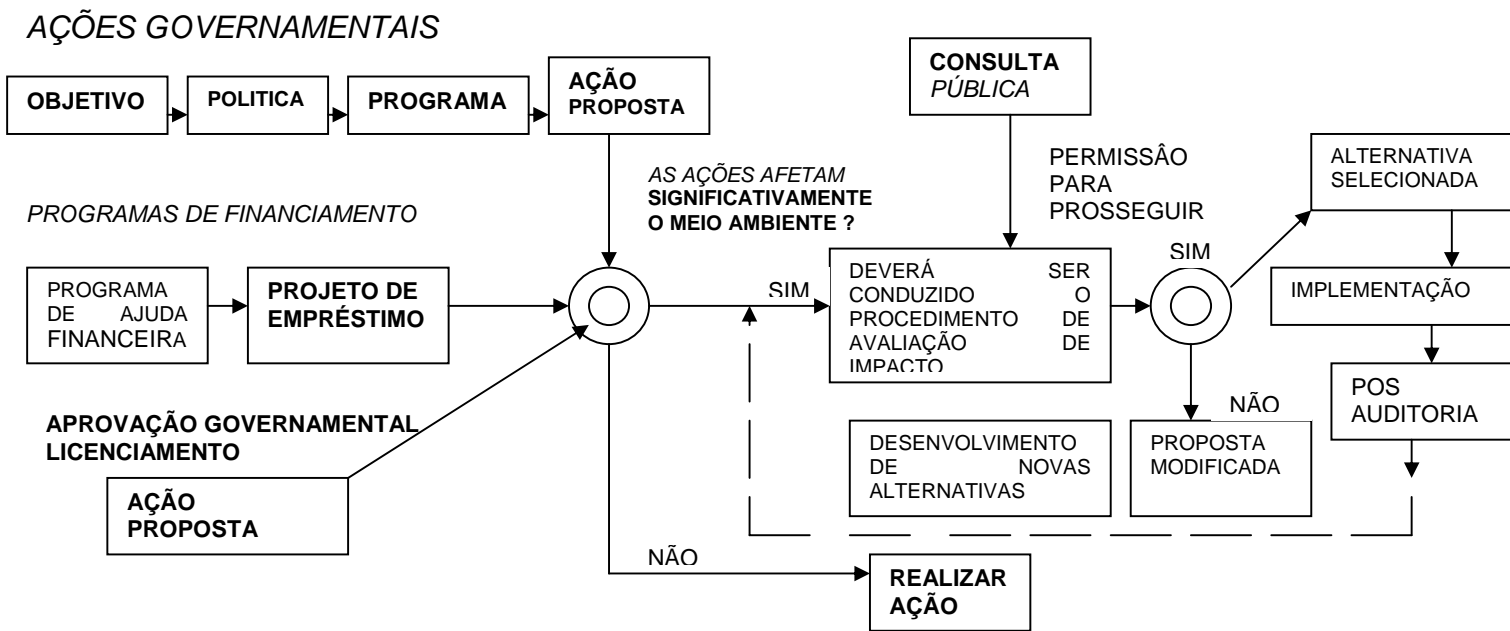 AÇÕES GOVERNAMENTAIS
OBJETIVO
POLITICA
PROGRAMA
AÇÃO
PROPOSTA
CONSULTA
PÚBLICA
AS AÇÕES AFETAM
SIGNIFICATIVAMENTE
O MEIO AMBIENTE ?
PERMISSÂO
PARA
PROSSEGUIR
ALTERNATIVA
SELECIONADA
PROGRAMAS DE FINANCIAMENTO
PROGRAMA
DE AJUDA
FINANCEIRA
PROJETO DE
EMPRÉSTIMO
SIM
DEVERÁ SER
CONDUZIDO O
PROCEDIMENTO DE
AVALIAÇÃO DE
IMPACTO
SIM
IMPLEMENTAÇÃO
APROVAÇÃO GOVERNAMENTAL
LICENCIAMENTO
AÇÃO
PROPOSTA
DESENVOLVIMENTO
DE NOVAS
ALTERNATIVAS
NÃO
PROPOSTA
MODIFICADA
POS
AUDITORIA
NÃO
REALIZAR
AÇÃO